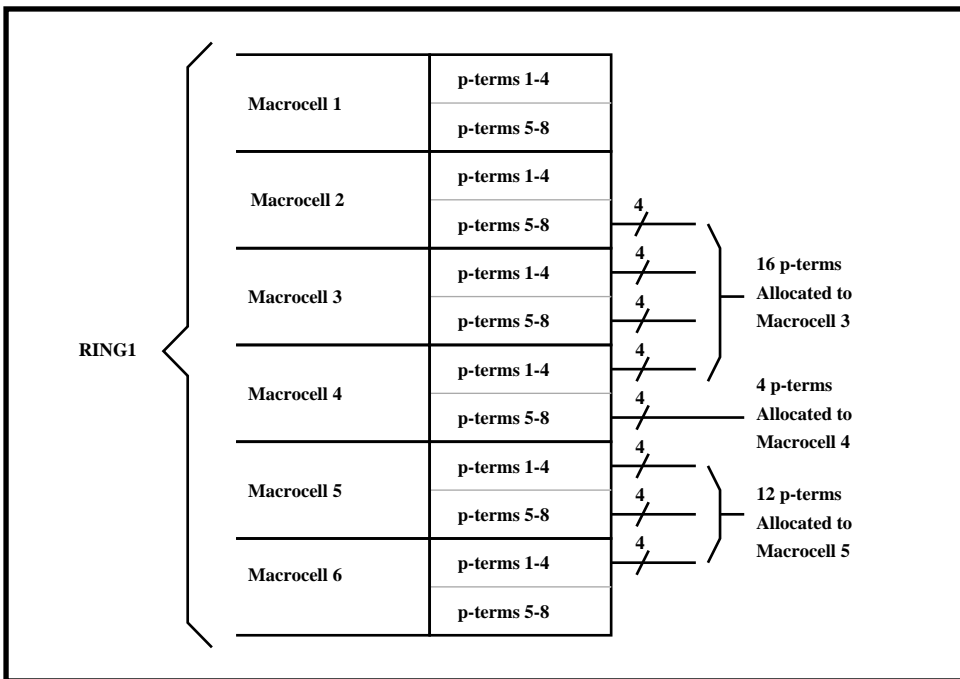 RING1
Macrocell 1
p-terms 1-4
p-terms 5-8
Macrocell 2
p-terms 1-4
p-terms 5-8
4
Macrocell 3
p-terms 1-4
4
p-terms 5-8
4
16 p-terms
Allocated to
Macrocell 3
Macrocell 4
p-terms 1-4
4
p-terms 5-8
4
4 p-terms
Allocated to
Macrocell 4
Macrocell 5
p-terms 1-4
4
p-terms 5-8
4
12 p-terms
Allocated to
Macrocell 5
Macrocell 6
p-terms 1-4
4
p-terms 5-8